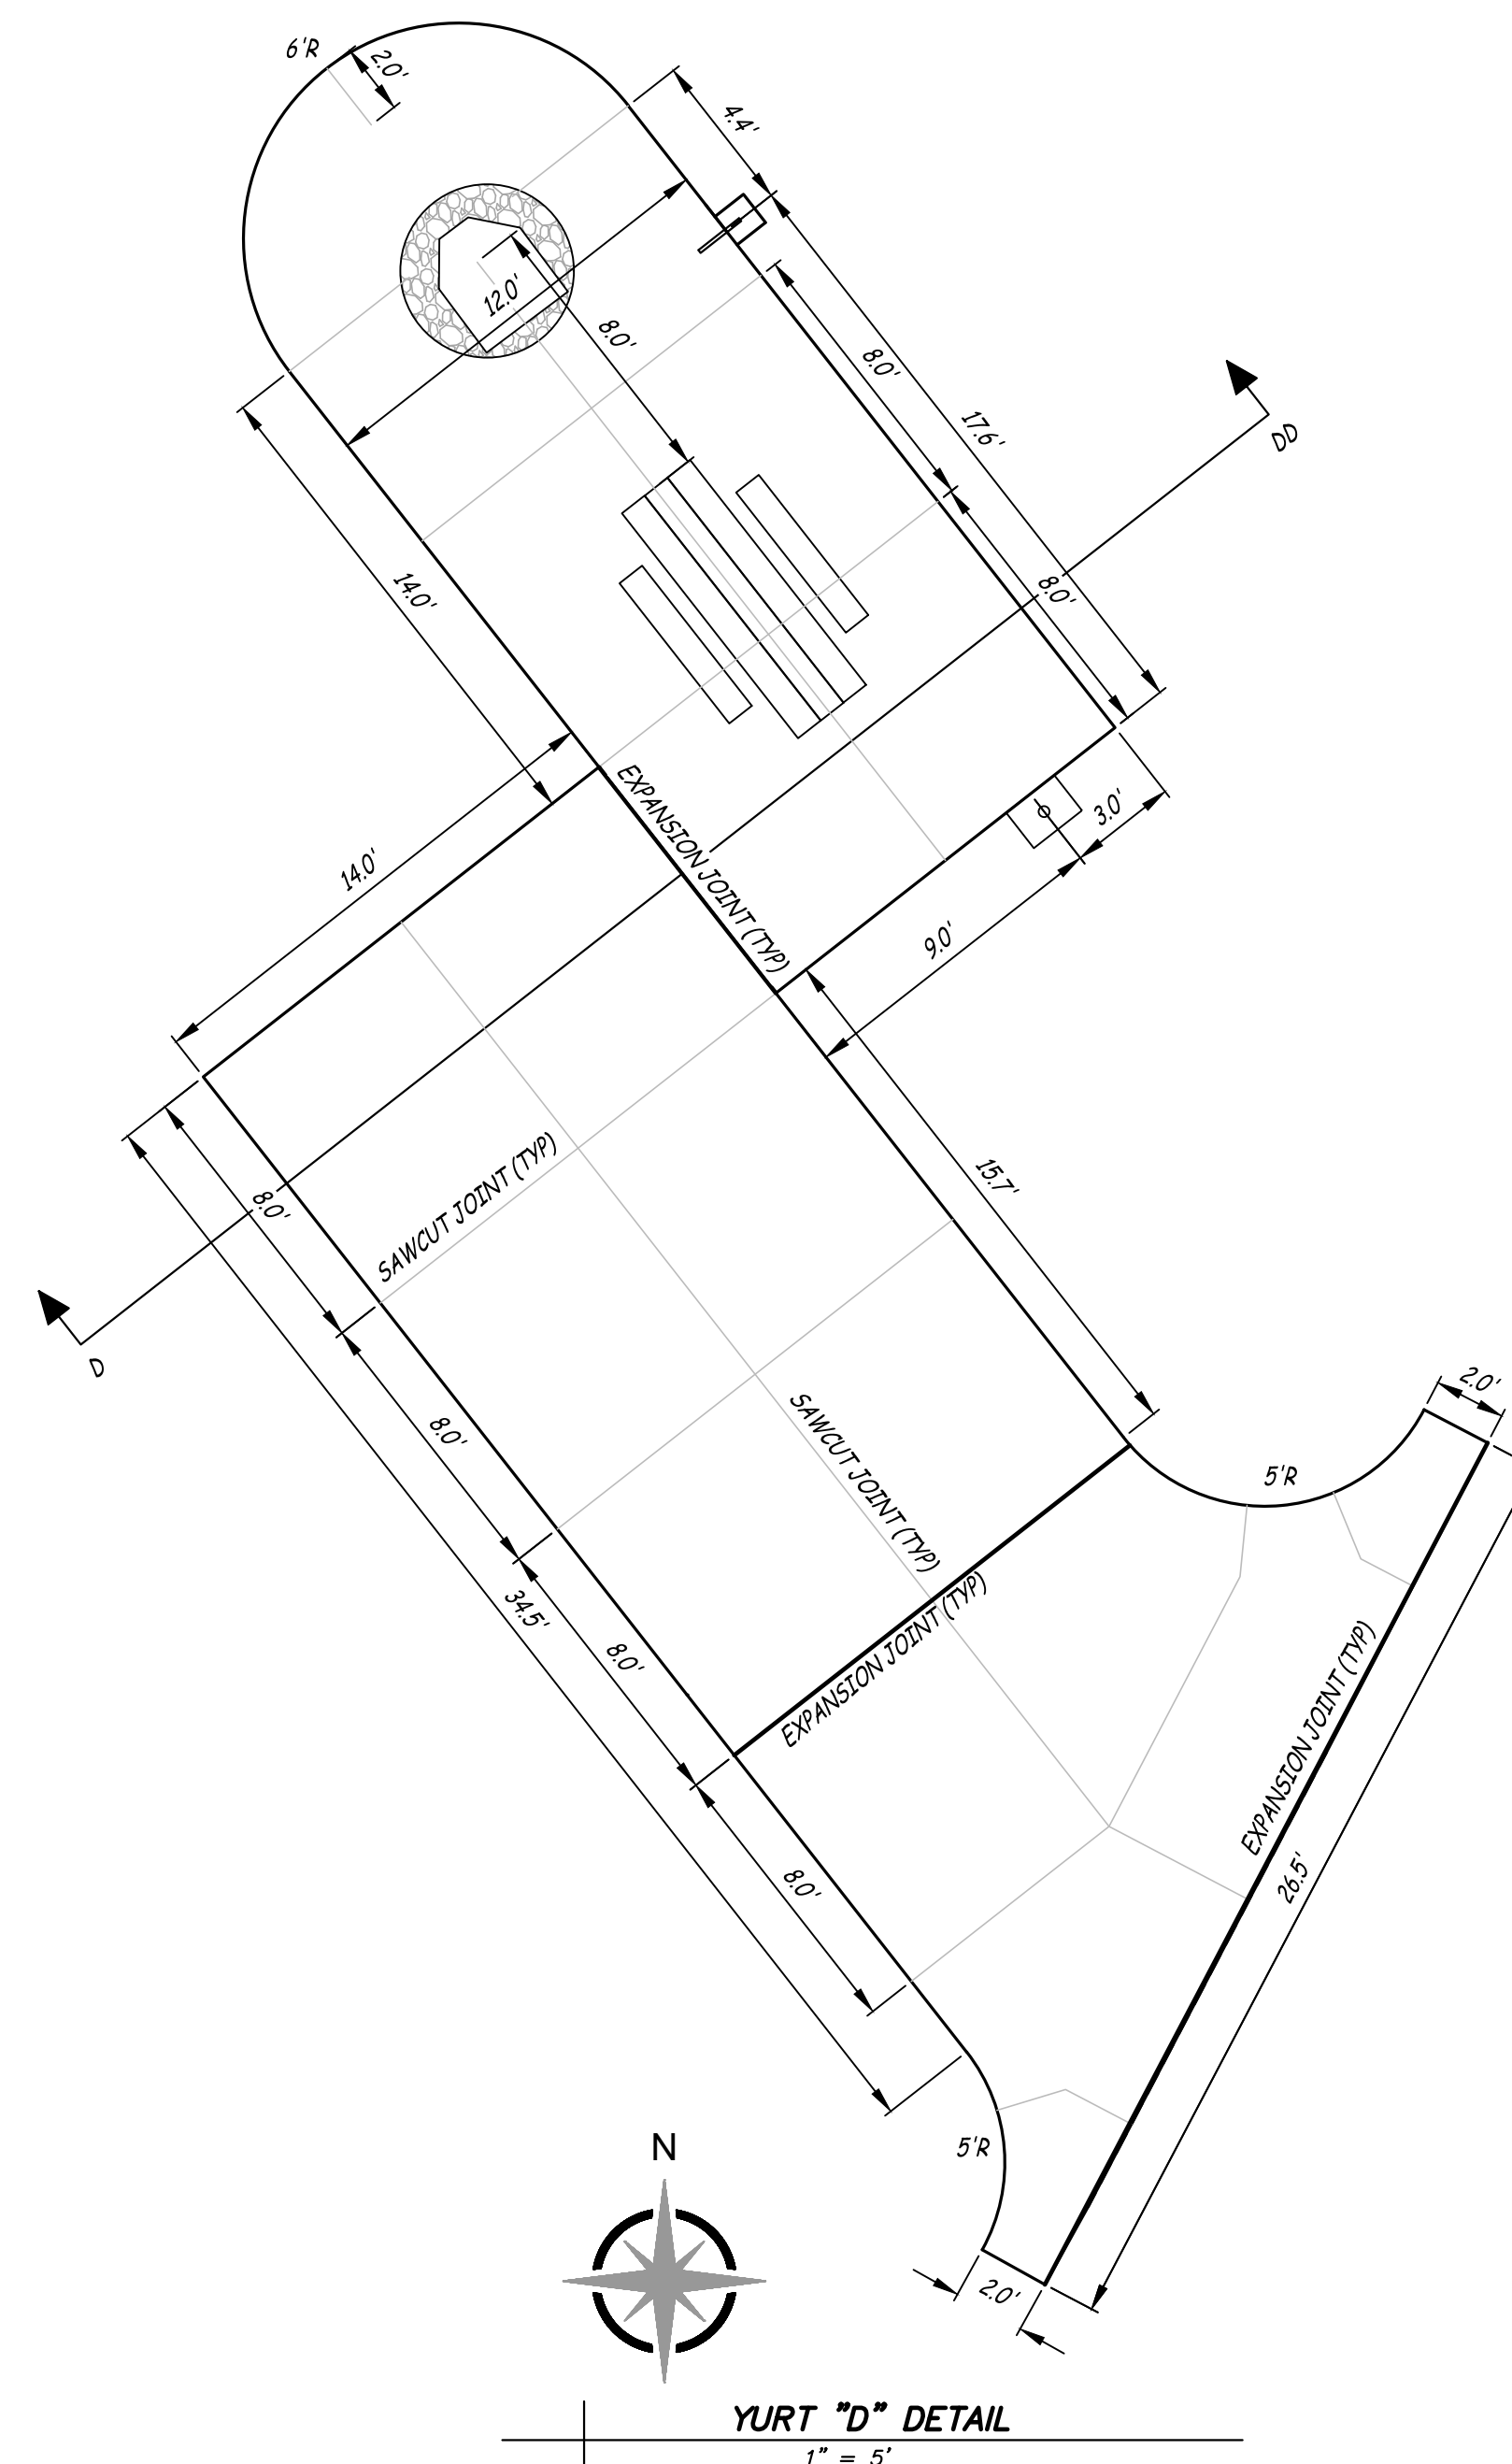 6'R
2.0'
4.4'
12.0'
8.0'
8.0'
17.6'
DD
14.0'
8.0'
EXPANSION JOINT (TYP)
3.0'
14.0'
9.0'
15.7'
SAWCUT JOINT (TYP)
8.0'
D
2.0'
8.0'
SAWCUT JOINT (TYP)
5'R
34.5'
8.0'
EXPANSION JOINT (TYP)
EXPANSION JOINT (TYP)
26.5'
8.0'
5'R
N
2.0'
YURT "D" DETAIL
1" = 5'